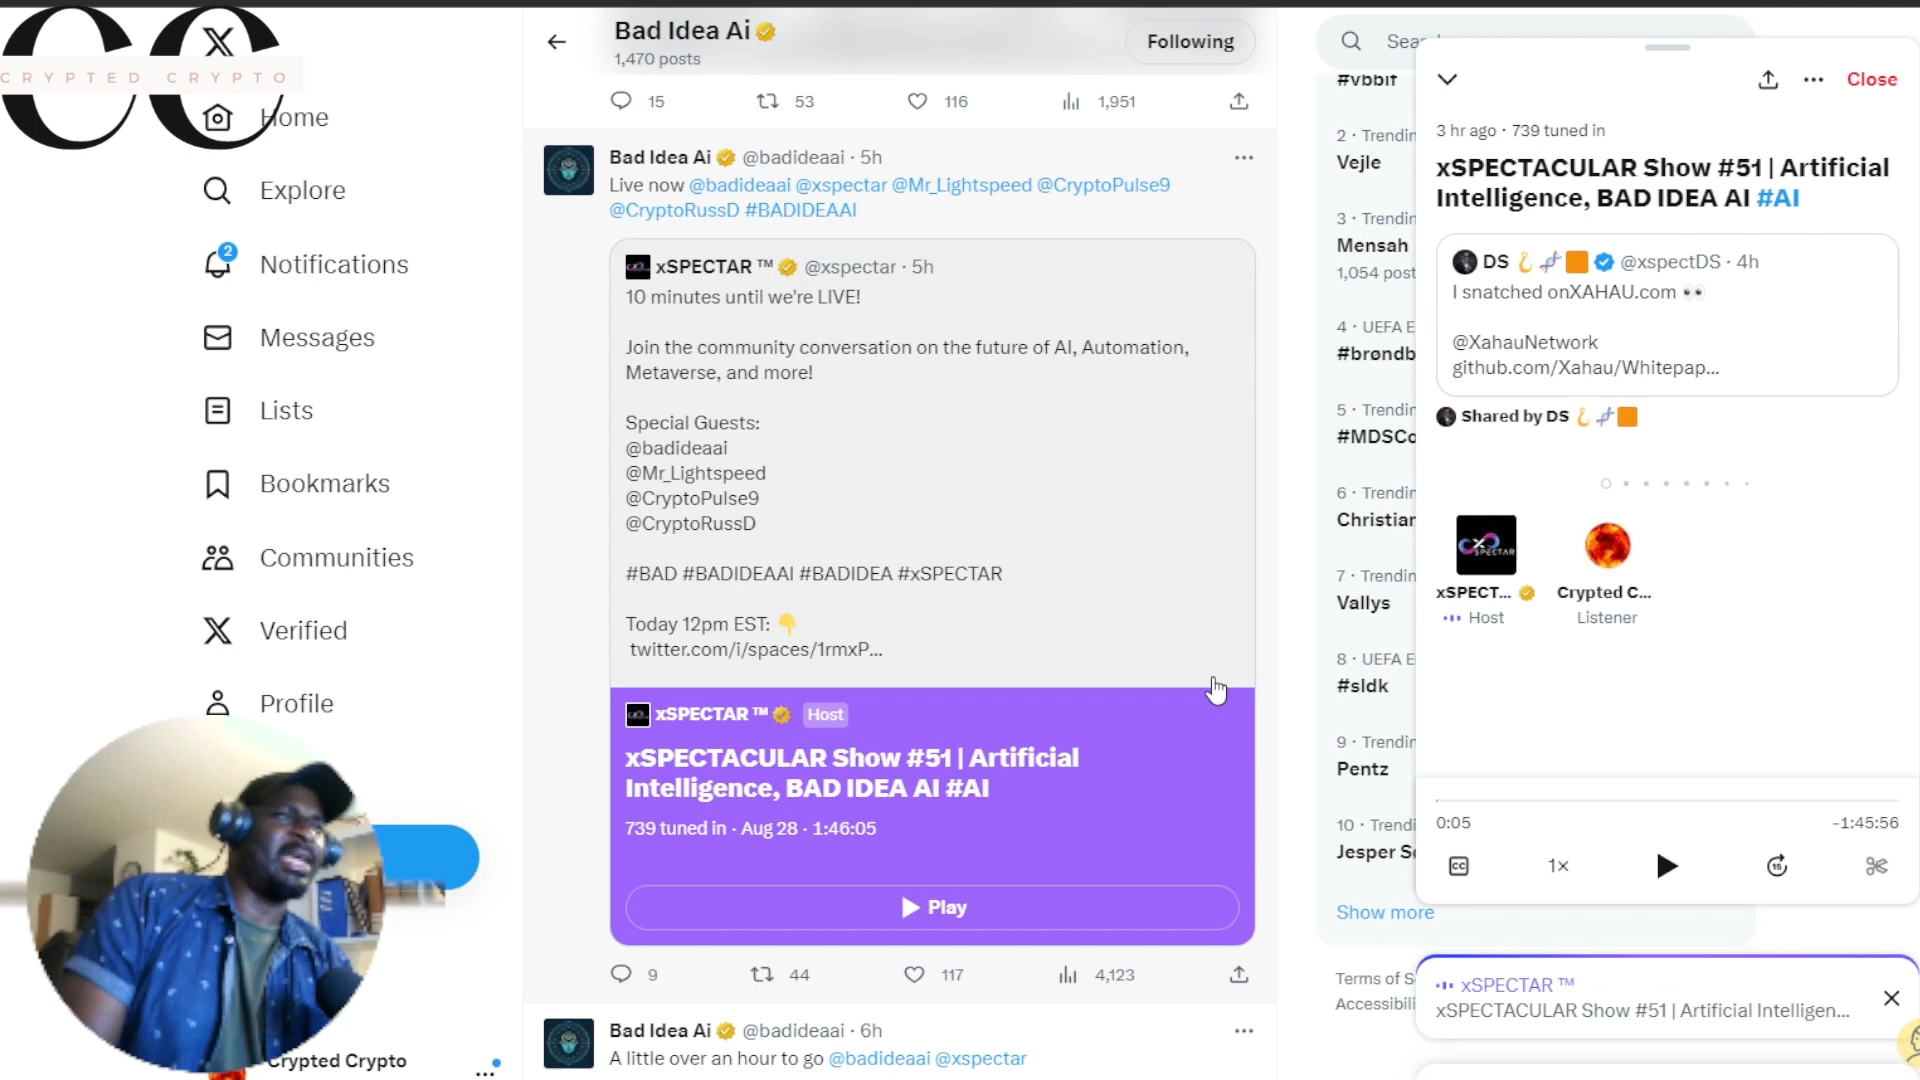 CRYPTED CRYPTO
Home
Explore
2
Notifications
Messages
Lists
Bookmarks
Communities
Verified
Profile
Crypted Crypto
Bad Idea Ai
1,470 posts
Following
15 53 116 1,951
Bad Idea Ai @badideaai · 5h
Live now @badideaai @xspectar @Mr_Lightspeed @CryptoPulse9
@CryptoRussD #BADIDEAAI
xSPECTAR ™ @xspectar · 5h
10 minutes until we're LIVE!
Join the community conversation on the future of AI, Automation,
Metaverse, and more!
Special Guests:
@badideaai
@Mr_Lightspeed
@CryptoPulse9
@CryptoRussD
#BAD #BADIDEAAI #BADIDEA #xSPECTAR
Today 12pm EST: 👇
twitter.com/i/spaces/1rmxP...
xSPECTAR ™ Host
xSPECTACULAR Show #51 | Artificial
Intelligence, BAD IDEA AI #AI
739 tuned in · Aug 28 · 1:46:05
Play
9 44 117 4,123
Bad Idea Ai @badideaai · 6h
A little over an hour to go @badideaai @xspectar
#vbbif
2 · Trendin
Vejle
3 · Trendin
Mensah
1,054 post
4 · UEFA E
#brøndb
5 · Trendin
#MDSCo
6 · Trendin
Christian
7 · Trendin
Vallys
8 · UEFA E
#sldk
9 · Trendin
Pentz
10 · Trendi
Jesper S
Show more
Terms of S
Accessibili
Close
3 hr ago · 739 tuned in
xSPECTACULAR Show #51 | Artificial
Intelligence, BAD IDEA AI #AI
DS @xspectDS · 4h
I snatched onXAHAU.com 👀
@XahauNetwork
github.com/Xahau/Whitepap...
Shared by DS
xSPECTAR
xSPECT...
Host
Crypted C...
Listener
0:05 -1:45:56
CC 1× 15
xSPECTAR ™
xSPECTACULAR Show #51 | Artificial Intelligen...